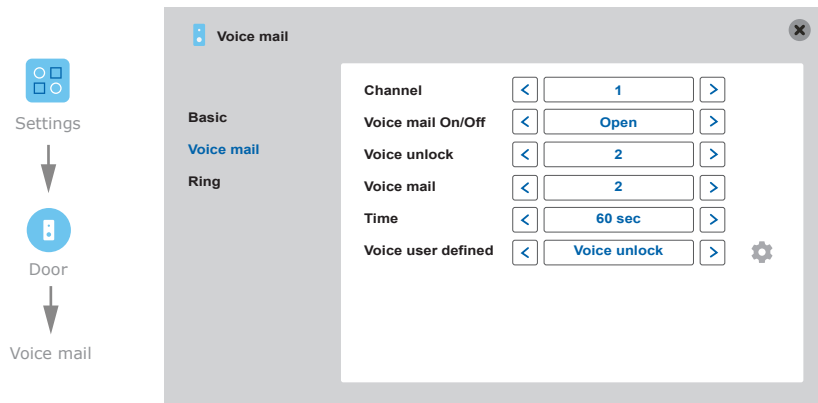 Settings
Door
Voice mail
Voice mail
Basic
Voice mail
Ring
Channel < 1 >
Voice mail On/Off < Open >
Voice unlock < 2 >
Voice mail < 2 >
Time < 60 sec >
Voice user defined < Voice unlock >